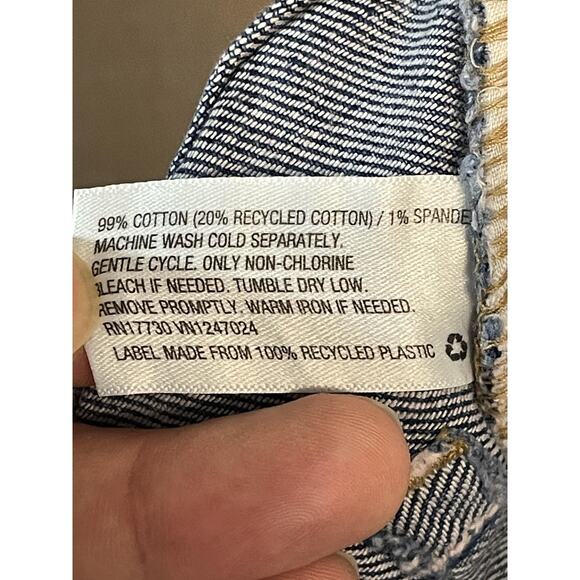 99% COTTON (20% RECYCLED COTTON) / 1% SPANDE
MACHINE WASH COLD SEPARATELY.
GENTLE CYCLE. ONLY NON-CHLORINE
BLEACH IF NEEDED. TUMBLE DRY LOW.
REMOVE PROMPTLY. WARM IRON IF NEEDED.
RN17730 VN1247024
LABEL MADE FROM 100% RECYCLED PLASTIC